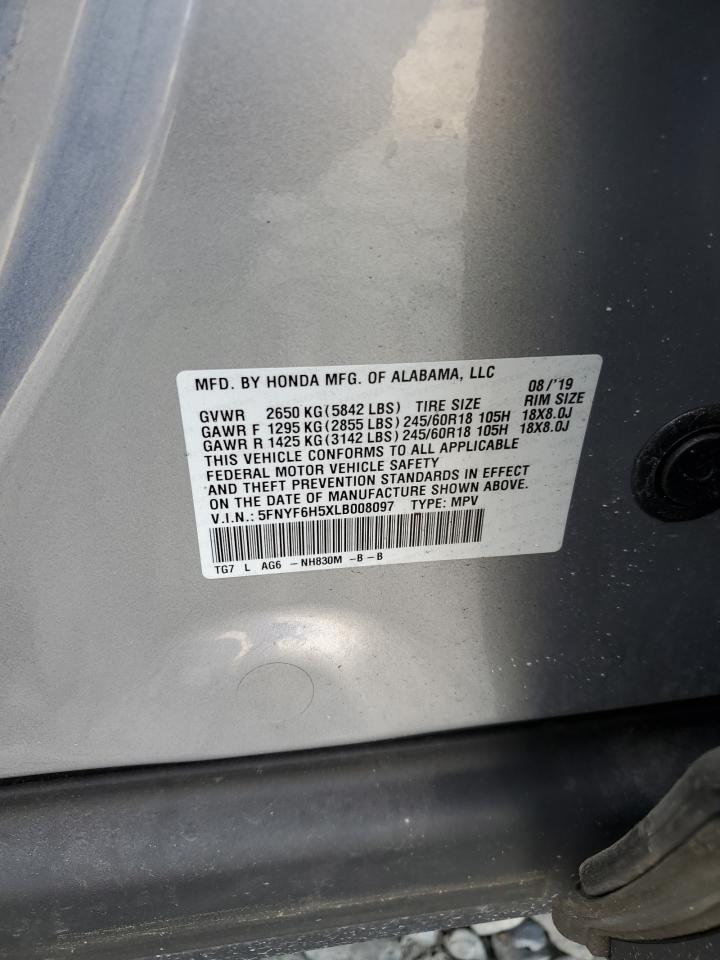 MFD. BY HONDA MFG. OF ALABAMA, LLC 08/'19
GVWR 2650 KG(5842 LBS) TIRE SIZE RIM SIZE
GAWR F 1295 KG(2855 LBS) 245/60R18 105H 18X8.0J
GAWR R 1425 KG(3142 LBS) 245/60R18 105H 18X8.0J
THIS VEHICLE CONFORMS TO ALL APPLICABLE
FEDERAL MOTOR VEHICLE SAFETY
AND THEFT PREVENTION STANDARDS IN EFFECT
ON THE DATE OF MANUFACTURE SHOWN ABOVE.
V.I.N.: 5FNYF6H5XLB008097 TYPE: MPV
TG7 L AG6 -NH830M -B -B